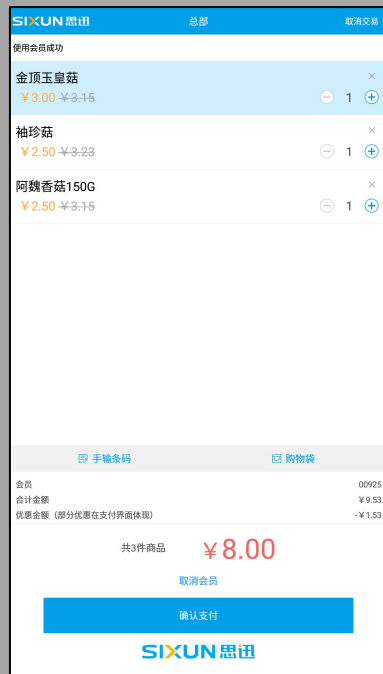 SIXUN思迅 总部 取消交易
使用会员成功
金顶玉皇菇 ×
￥3.00 ￥3.15 1
袖珍菇 ×
￥2.50 ￥3.23 1
阿魏香菇150G ×
￥2.50 ￥3.15 1
手输条码 购物袋
会员 00925
合计金额 ￥9.53
优惠金额（部分优惠在支付界面体现） -￥1.53
共3件商品 ￥8.00
取消会员
确认支付
SIXUN思迅